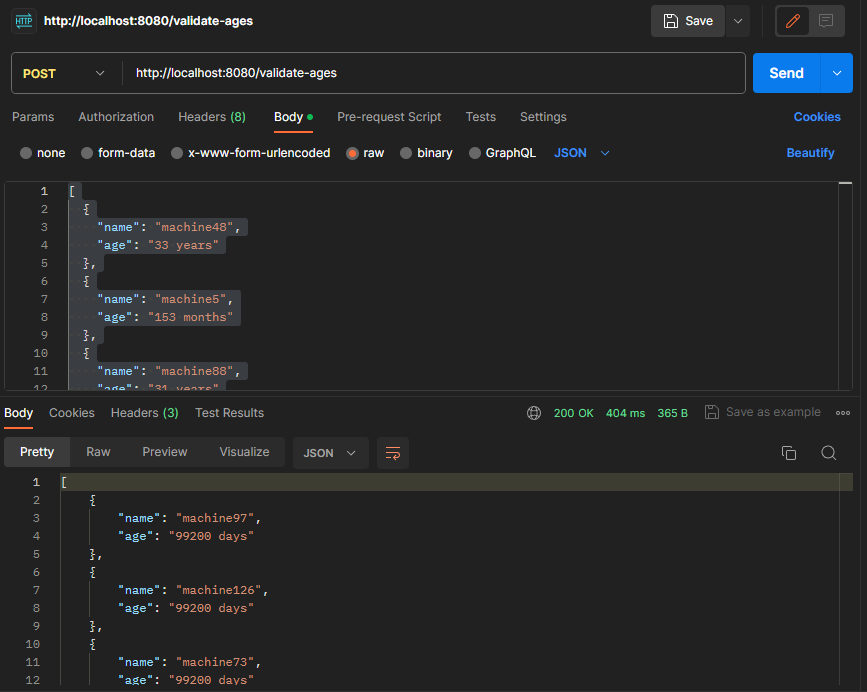 HTTP http://localhost:8080/validate-ages Save
POST http://localhost:8080/validate-ages Send
Params Authorization Headers (8) Body Pre-request Script Tests Settings Cookies
none form-data x-www-form-urlencoded raw binary GraphQL JSON Beautify
1 [
2 {
3 "name": "machine48",
4 "age": "33 years"
5 },
6 {
7 "name": "machine5",
8 "age": "153 months"
9 },
10 {
11 "name": "machine88",
12 "age": "31 years"
Body Cookies Headers (3) Test Results 200 OK 404 ms 365 B Save as example
Pretty Raw Preview Visualize JSON
1 [
2 {
3 "name": "machine97",
4 "age": "99200 days"
5 },
6 {
7 "name": "machine126",
8 "age": "99200 days"
9 },
10 {
11 "name": "machine73",
12 "age": "99200 days"